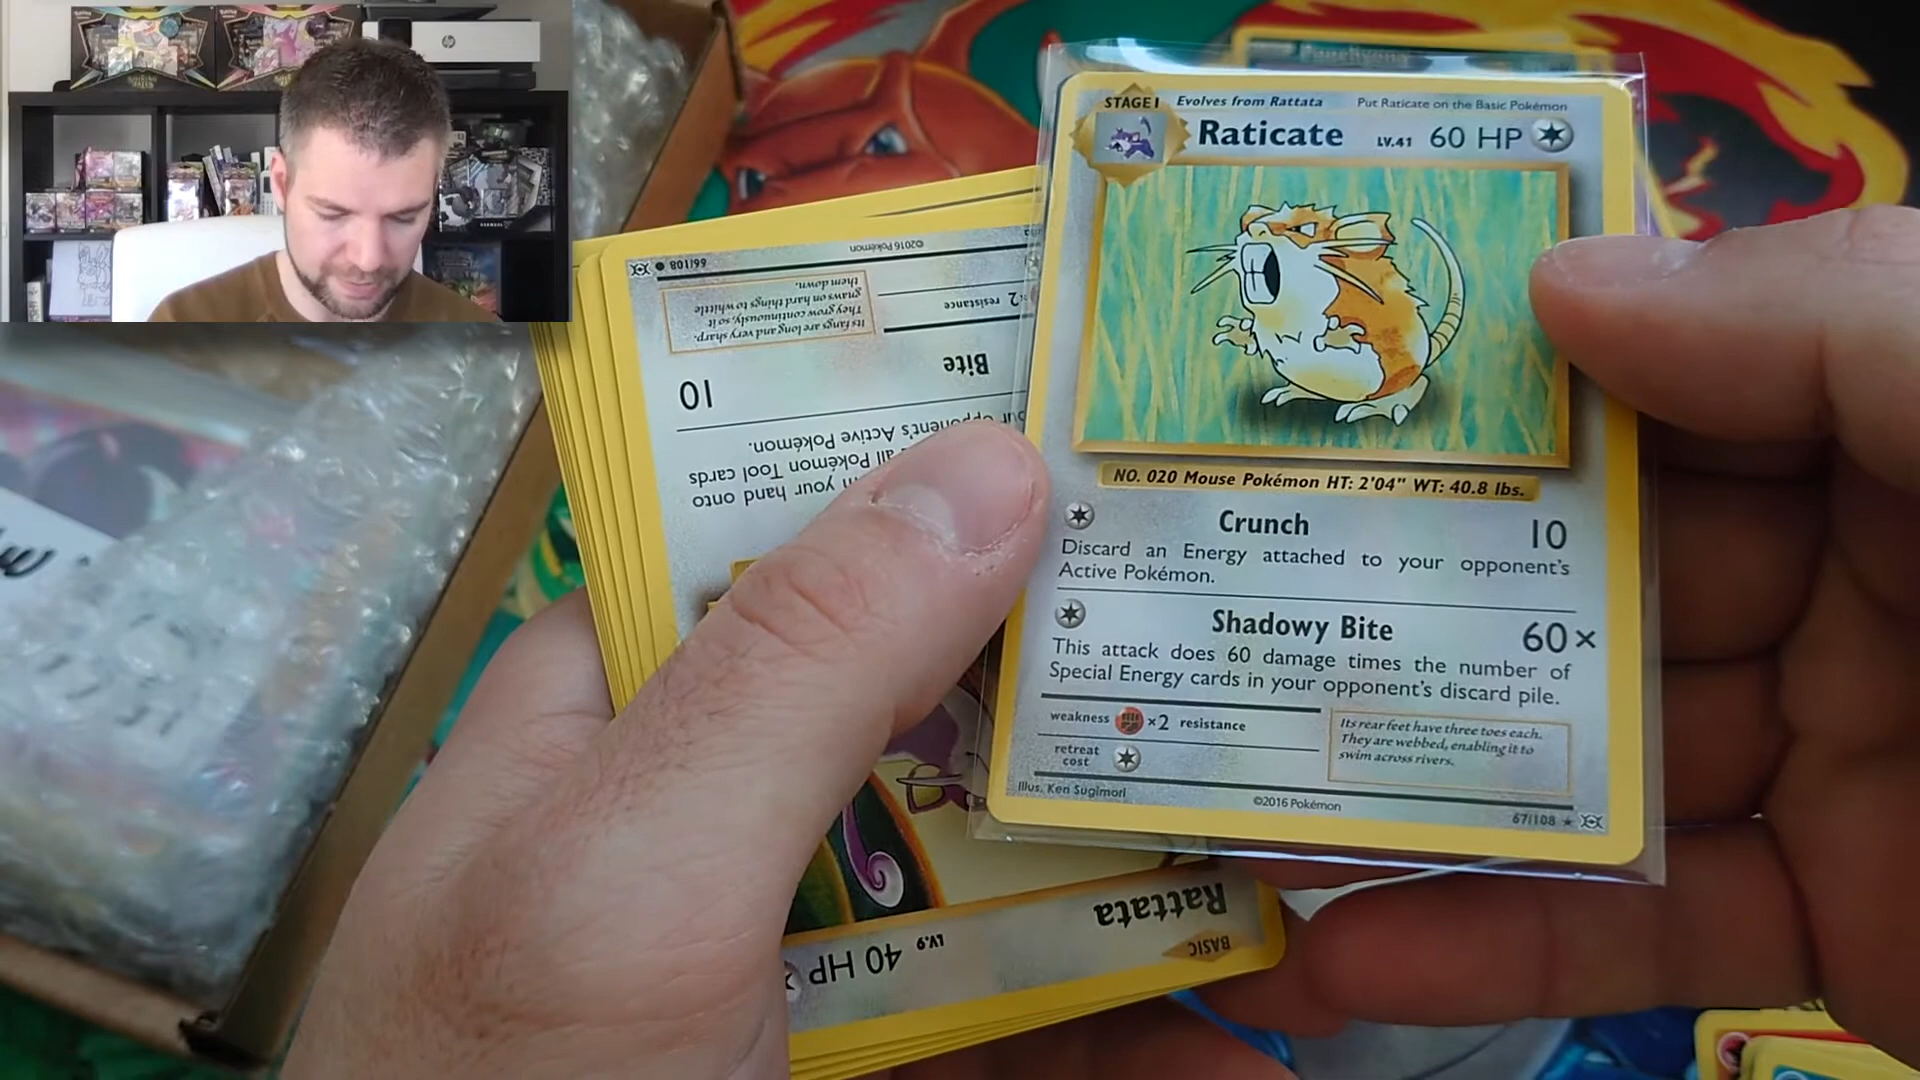 STAGE 1 Evolves from Rattata Put Raticate on the Basic Pokémon
Raticate LV.41 60 HP
NO. 020 Mouse Pokémon HT: 2'04" WT: 40.8 lbs.
Crunch 10
Discard an Energy attached to your opponent's
Active Pokémon.
Shadowy Bite 60×
This attack does 60 damage times the number of
Special Energy cards in your opponent's discard pile.
weakness ×2 resistance
retreat
cost
Its rear feet have three toes each.
They are webbed, enabling it to
swim across rivers.
Illus. Ken Sugimori
©2016 Pokémon
67/108
BASIC
Rattata LV.9 40 HP
onto
your hand
all Pokémon Tool cards
opponent's Active Pokémon.
Bite 10
×2 resistance
Its fangs are long and very sharp.
They grow continuously, so it
gnaws on hard things to whittle
them down.
©2016 Pokémon
66/108
hp